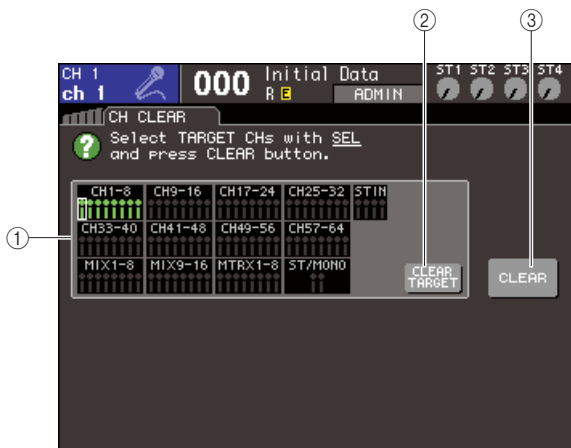 ② ③
CH 1
ch 1
000
Initial Data
R E ADMIN
ST1 ST2 ST3 ST4
CH CLEAR
? Select TARGET CHs with SEL
and press CLEAR button.
①
CH1-8 CH9-16 CH17-24 CH25-32 STIN
CH33-40 CH41-48 CH49-56 CH57-64
MIX1-8 MIX9-16 MTRX1-8 ST/MONO
CLEAR
TARGET
CLEAR